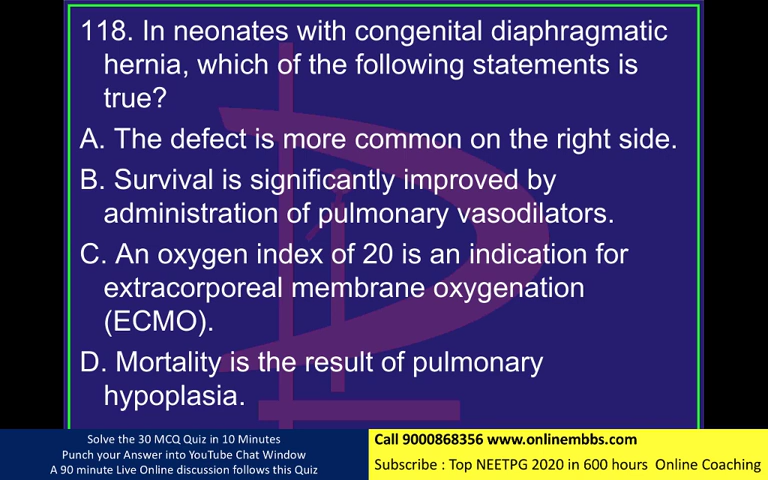 118. In neonates with congenital diaphragmatic
hernia, which of the following statements is
true?
A. The defect is more common on the right side.
B. Survival is significantly improved by
administration of pulmonary vasodilators.
C. An oxygen index of 20 is an indication for
extracorporeal membrane oxygenation
(ECMO).
D. Mortality is the result of pulmonary
hypoplasia.
Solve the 30 MCQ Quiz in 10 Minutes
Punch your Answer into YouTube Chat Window
A 90 minute Live Online discussion follows this Quiz
Call 9000868356 www.onlinembbs.com
Subscribe : Top NEETPG 2020 in 600 hours Online Coaching